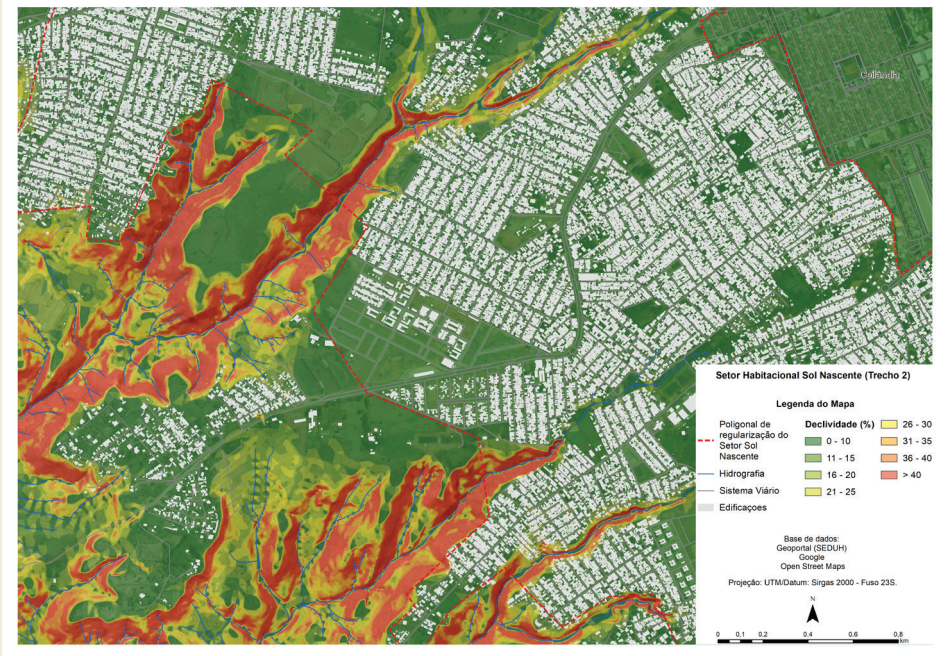 Ceilândia
Setor Habitacional Sol Nascente (Trecho 2)
Legenda do Mapa
Poligonal de
regularização do
Setor Sol
Nascente
Hidrografia
Sistema Viário
Edificaçoes
Declividade (%)
0 - 10
11 - 15
16 - 20
21 - 25
26 - 30
31 - 35
36 - 40
> 40
Base de dados:
Geoportal (SEDUH)
Google
Open Street Maps
Projeção: UTM/Datum: Sirgas 2000 - Fuso 23S.
N
0 0,1 0,2 0,4 0,6 0,8
km